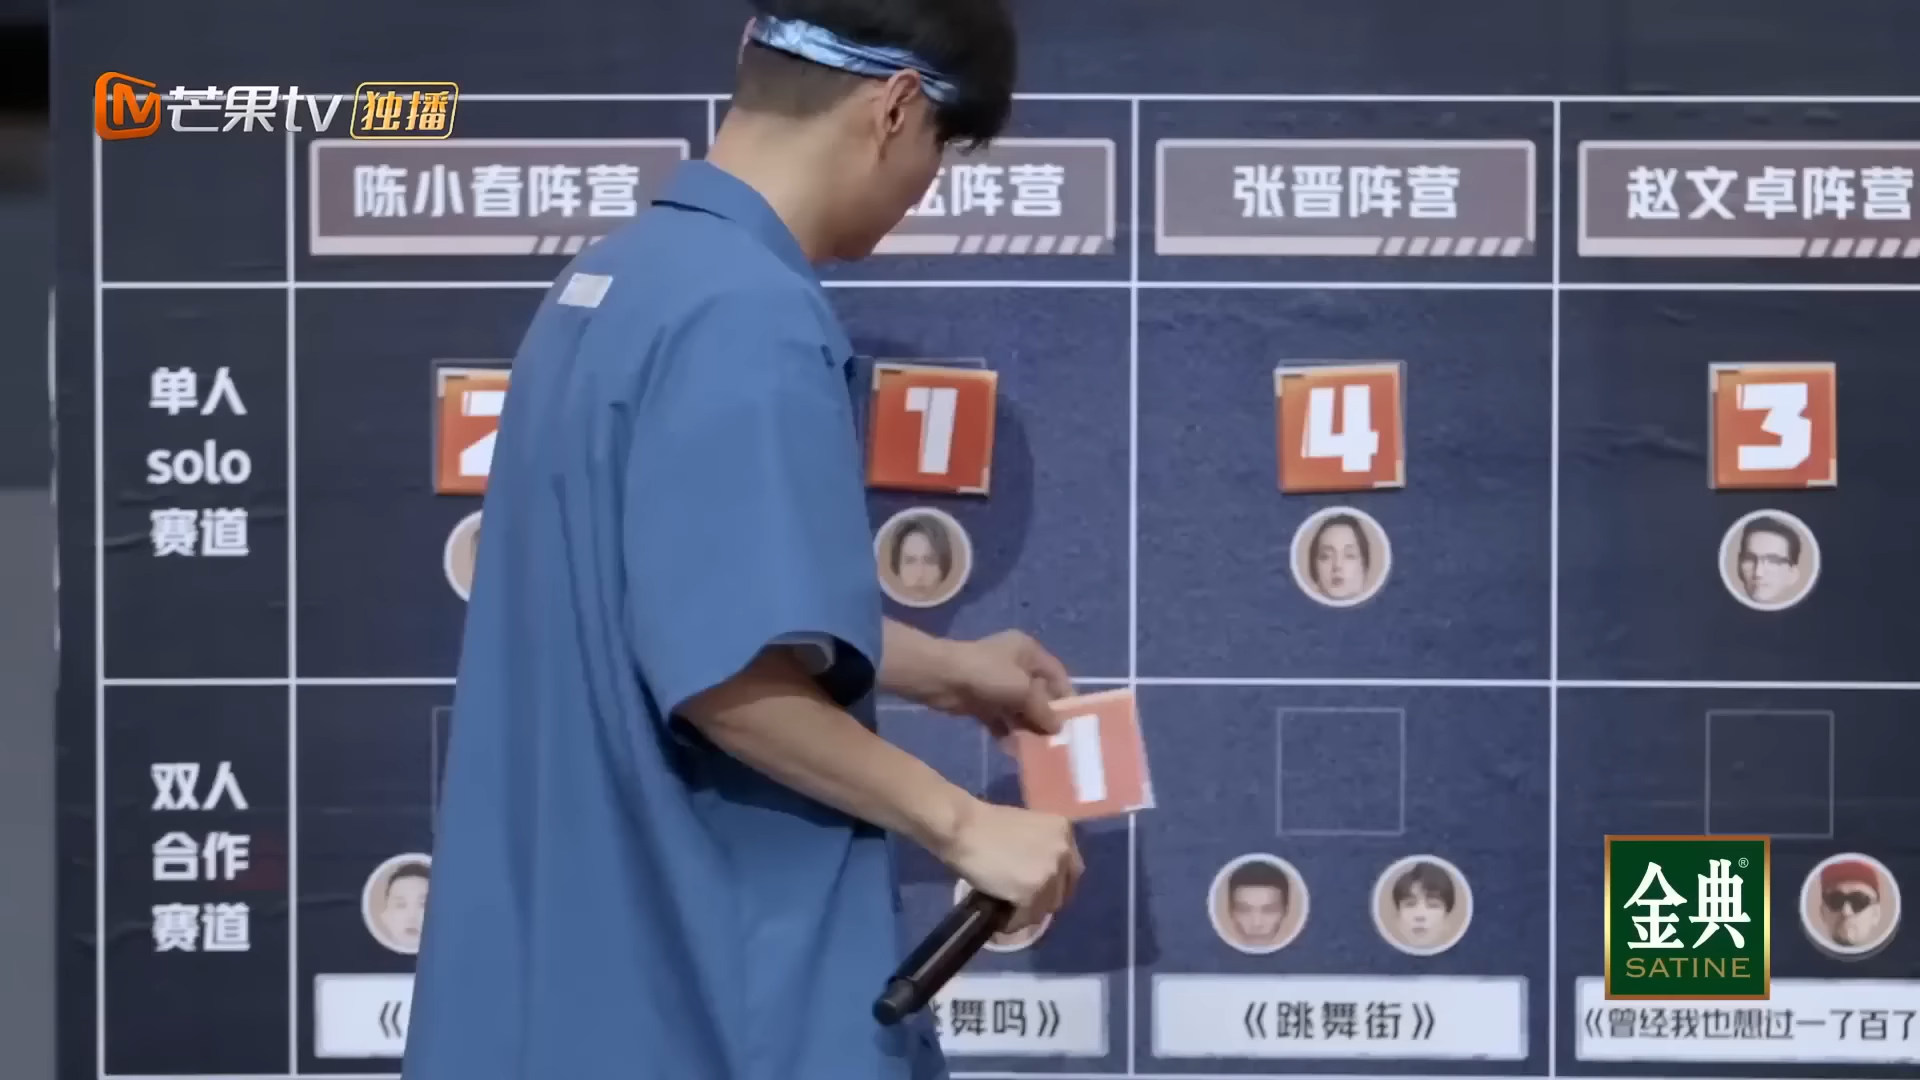 芒果tv 独播
陈小春阵营
阵营
张晋阵营
赵文卓阵营
单人
solo
赛道
2
1
4
3
双人
合作
赛道
1
《
舞吗》
《跳舞街》
《曾经我也想过一了百了
金典®
SATINE